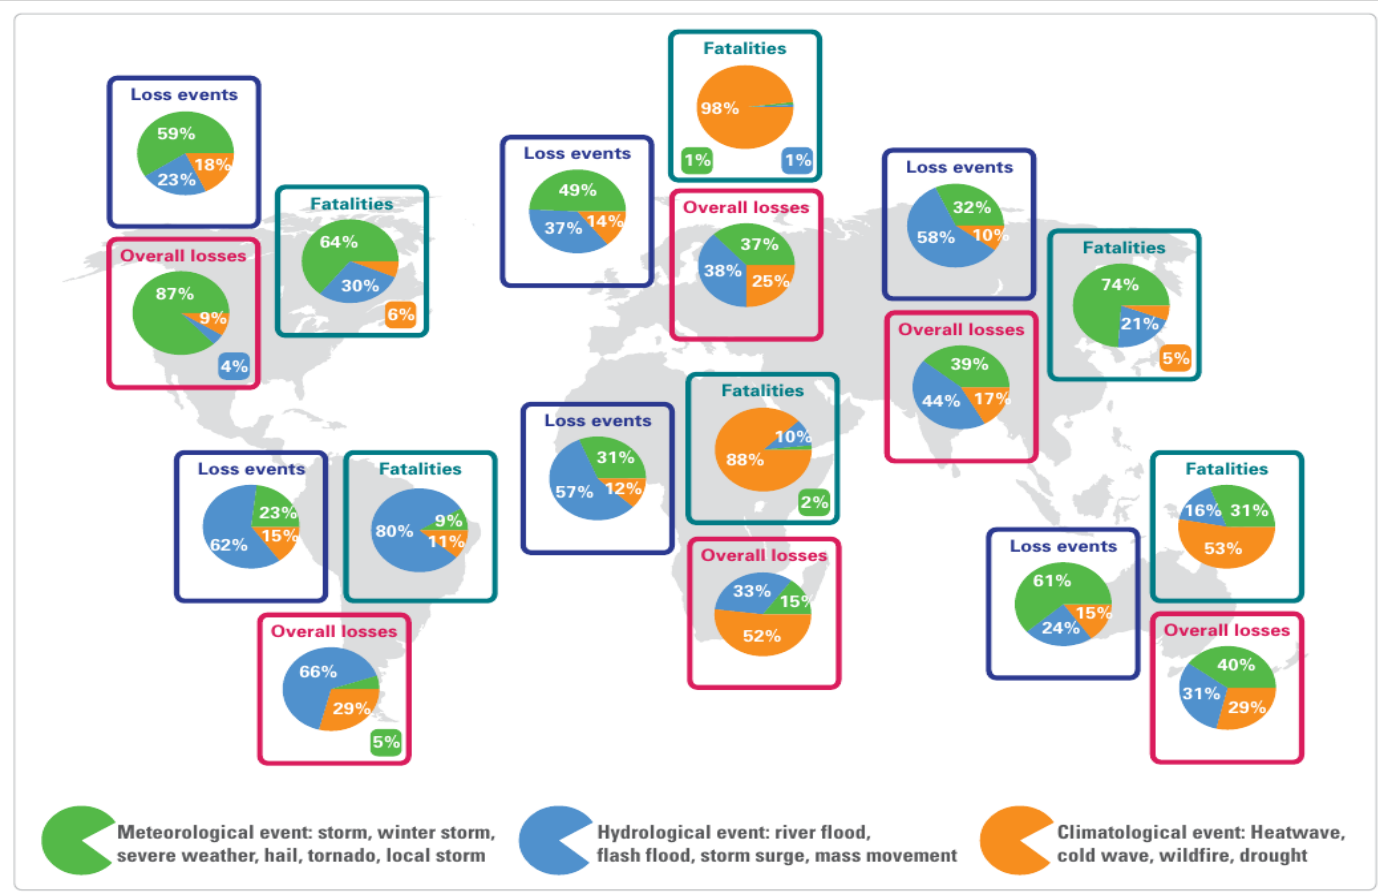 Loss events
59%
18%
23%
Fatalities
64%
30%
6%
Overall losses
87%
9%
4%
Fatalities
98%
1%
1%
Loss events
49%
14%
37%
Overall losses
37%
38%
25%
Loss events
32%
58%
10%
Fatalities
74%
21%
5%
Overall losses
39%
44%
17%
Loss events
23%
15%
62%
Fatalities
80%
9%
11%
Overall losses
66%
29%
5%
Loss events
31%
57%
12%
Fatalities
10%
88%
2%
Overall losses
33%
15%
52%
Fatalities
16%
31%
53%
Loss events
61%
15%
24%
Overall losses
40%
31%
29%
Meteorological event: storm, winter storm,
severe weather, hail, tornado, local storm
Hydrological event: river flood,
flash flood, storm surge, mass movement
Climatological event: Heatwave,
cold wave, wildfire, drought